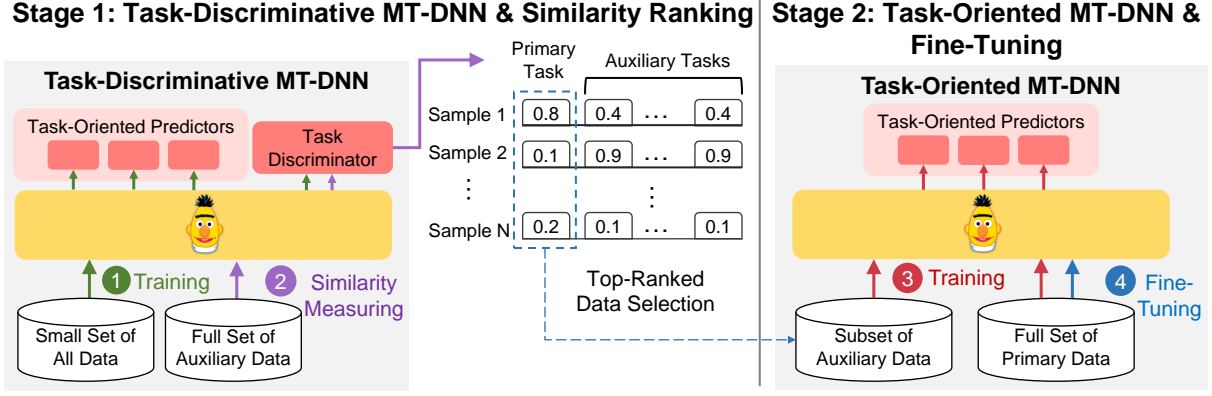 Stage 1: Task-Discriminative MT-DNN & Similarity Ranking
Task-Discriminative MT-DNN
Task-Oriented Predictors
Task
Discriminator
1 Training
2 Similarity
Measuring
Small Set of
All Data
Full Set of
Auxiliary Data
Primary
Task
Auxiliary Tasks
Sample 1 0.8 0.4 ... 0.4
Sample 2 0.1 0.9 ... 0.9
⋮ ⋮
Sample N 0.2 0.1 ... 0.1
Top-Ranked
Data Selection
Stage 2: Task-Oriented MT-DNN &
Fine-Tuning
Task-Oriented MT-DNN
Task-Oriented Predictors
3 Training
4 Fine-
Tuning
Subset of
Auxiliary Data
Full Set of
Primary Data